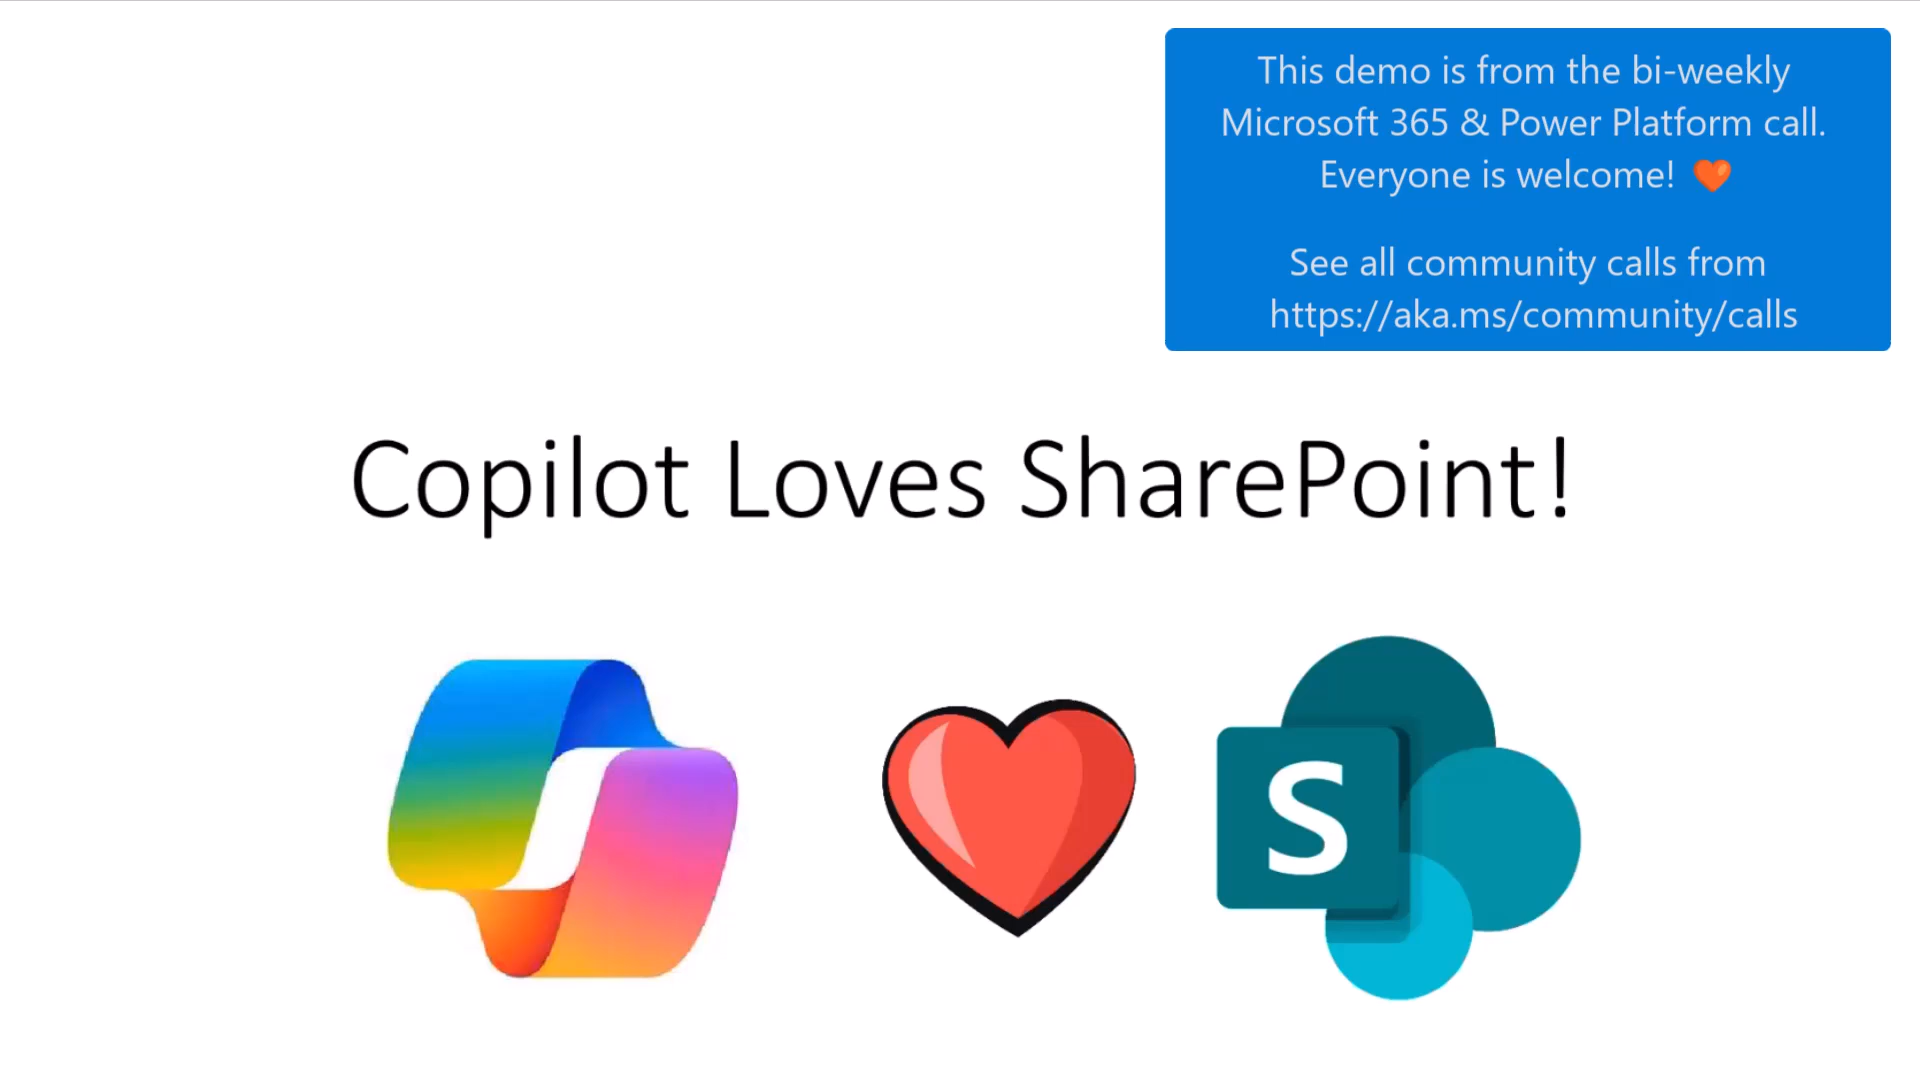 This demo is from the bi-weekly
Microsoft 365 & Power Platform call.
Everyone is welcome! 🧡
See all community calls from
https://aka.ms/community/calls
Copilot Loves SharePoint!
S